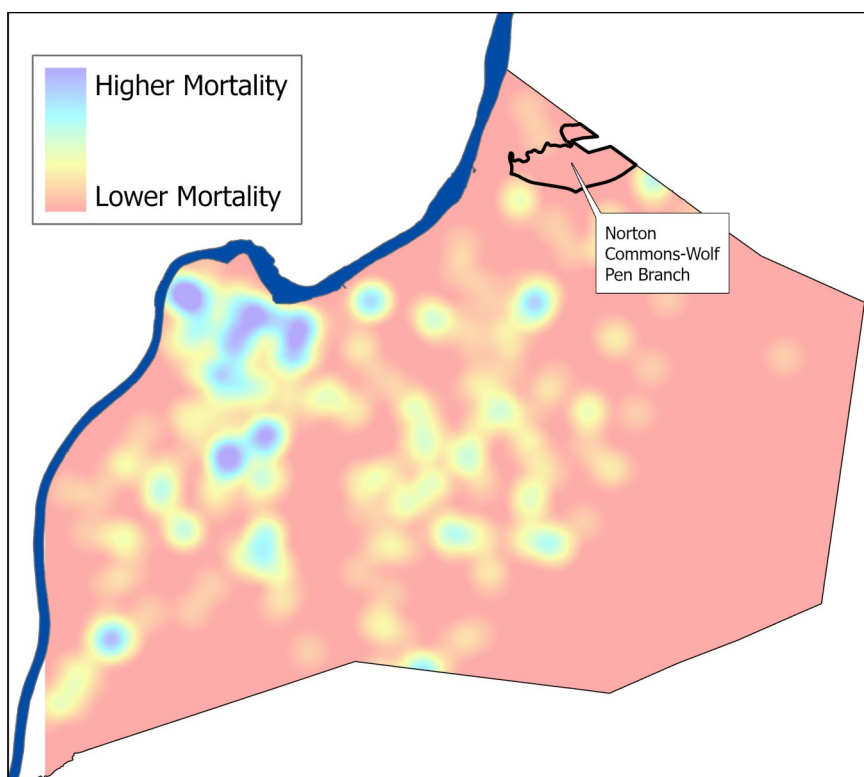 Higher Mortality
Lower Mortality
Norton
Commons-Wolf
Pen Branch